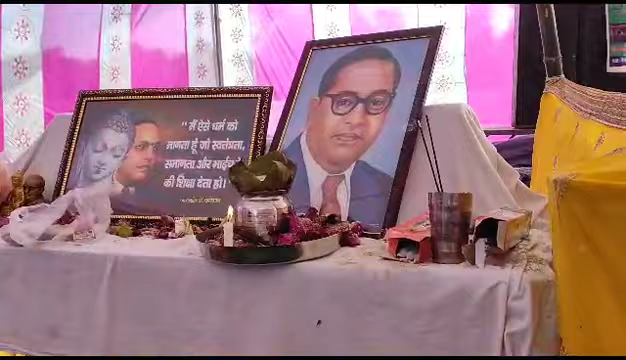 " मैं ऐसे धर्म को
मानता हूँ जो स्वतंत्रता,
समानता और भाईचारे
की शिक्षा देता हो।